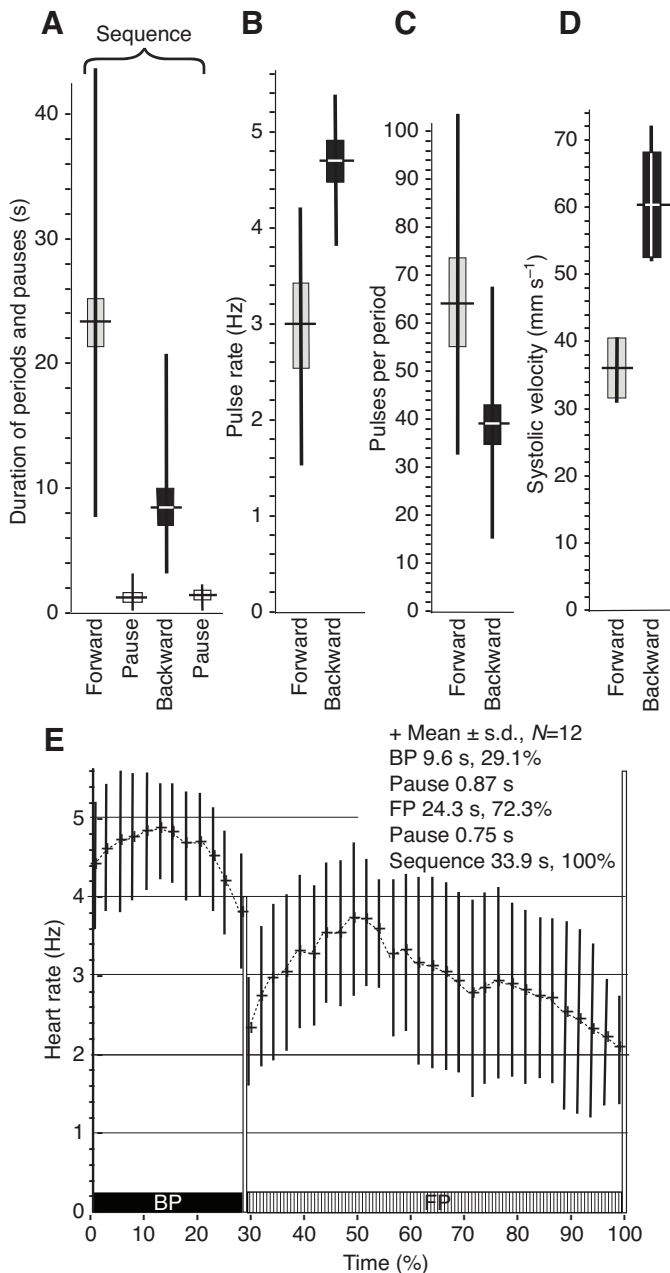 A
Sequence
Duration of periods and pauses (s)
40
30
20
10
0
Forward
Pause
Backward
Pause
B
Pulse rate (Hz)
5
4
3
2
1
0
Forward
Backward
C
Pulses per period
100
90
80
70
60
50
40
30
20
10
0
Forward
Backward
D
Systolic velocity (mm s⁻¹)
70
60
50
40
30
20
10
0
Forward
Backward
E
+ Mean ± s.d., N=12
BP 9.6 s, 29.1%
Pause 0.87 s
FP 24.3 s, 72.3%
Pause 0.75 s
Sequence 33.9 s, 100%
Heart rate (Hz)
5
4
3
2
1
0
BP
FP
0 10 20 30 40 50 60 70 80 90 100
Time (%)